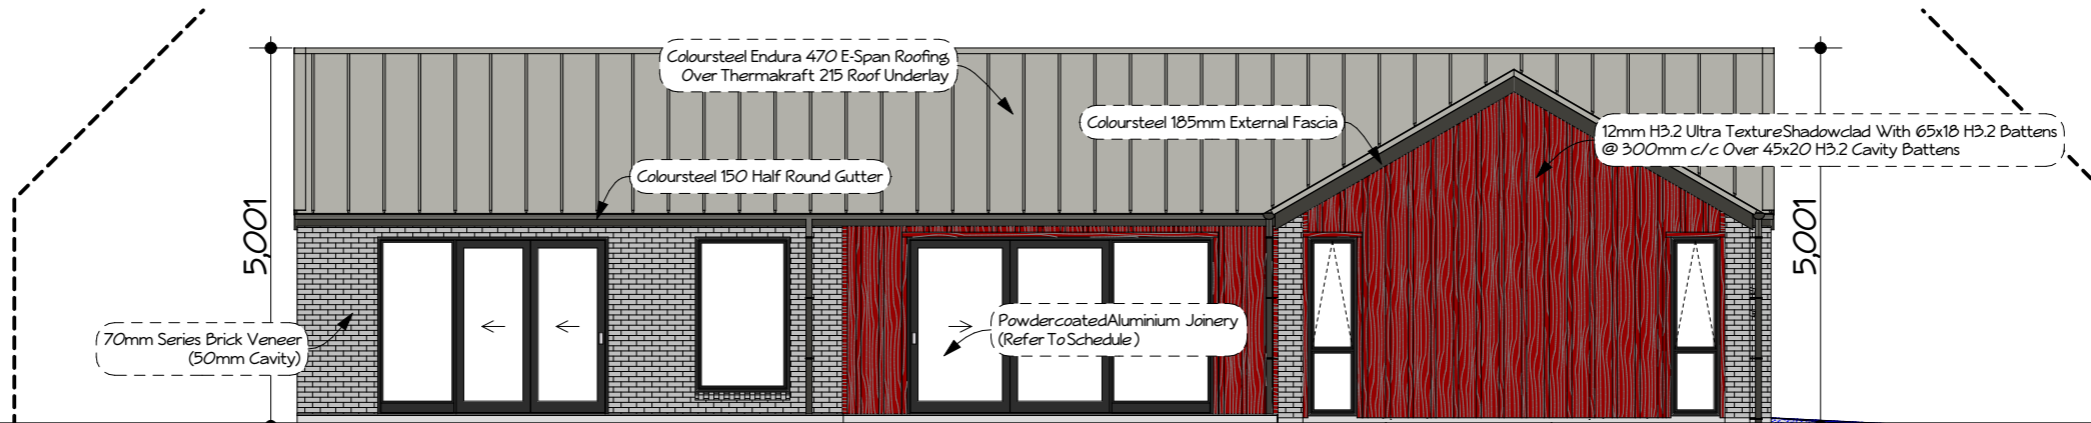 Coloursteel Endura 470 E-Span Roofing
Over Thermakraft 215 Roof Underlay
Coloursteel 185mm External Fascia
12mm H3.2 Ultra TextureShadowclad With 65x18 H3.2 Battens
@ 300mm c/c Over 45x20 H3.2 Cavity Battens
Coloursteel 150 Half Round Gutter
5,001
5,001
70mm Series Brick Veneer
(50mm Cavity)
PowdercoatedAluminium Joinery
(Refer To Schedule)